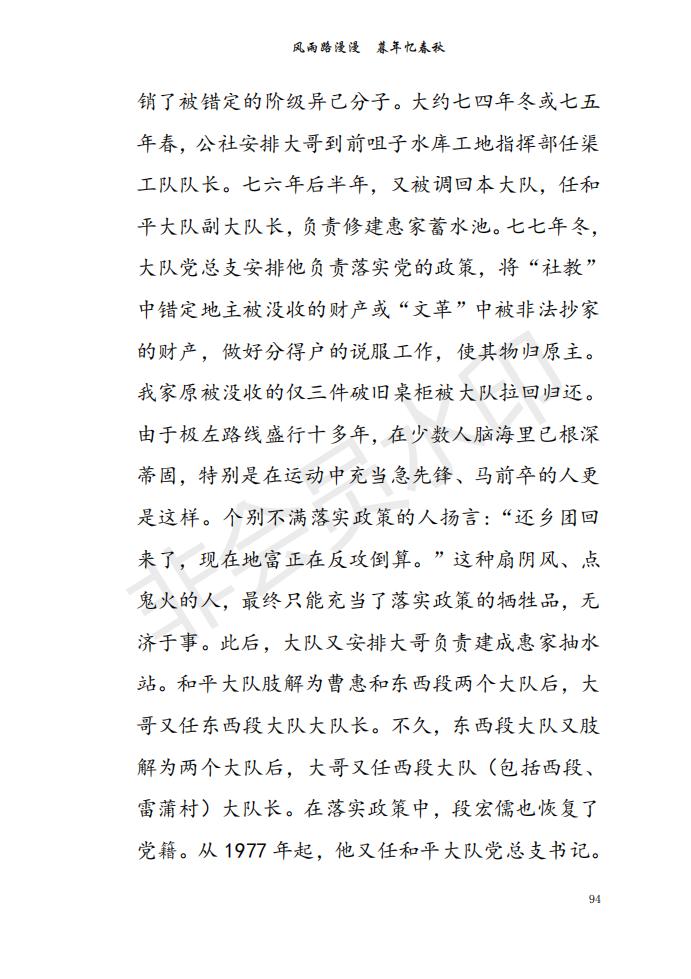 风雨路漫漫　暮年忆春秋
销了被错定的阶级异己分子。大约七四年冬或七五
年春，公社安排大哥到前咀子水库工地指挥部任渠
工队队长。七六年后半年，又被调回本大队，任和
平大队副大队长，负责修建惠家蓄水池。七七年冬，
大队党总支安排他负责落实党的政策，将“社教”
中错定地主被没收的财产或“文革”中被非法抄家
的财产，做好分得户的说服工作，使其物归原主。
我家原被没收的仅三件破旧桌柜被大队拉回归还。
由于极左路线盛行十多年，在少数人脑海里已根深
蒂固，特别是在运动中充当急先锋、马前卒的人更
是这样。个别不满落实政策的人扬言：“还乡团回
来了，现在地富正在反攻倒算。”这种扇阴风、点
鬼火的人，最终只能充当了落实政策的牺牲品，无
济于事。此后，大队又安排大哥负责建成惠家抽水
站。和平大队肢解为曹惠和东西段两个大队后，大
哥又任东西段大队大队长。不久，东西段大队又肢
解为两个大队后，大哥又任西段大队（包括西段、
雷蒲村）大队长。在落实政策中，段宏儒也恢复了
党籍。从 1977 年起，他又任和平大队党总支书记。
94
非会员水印